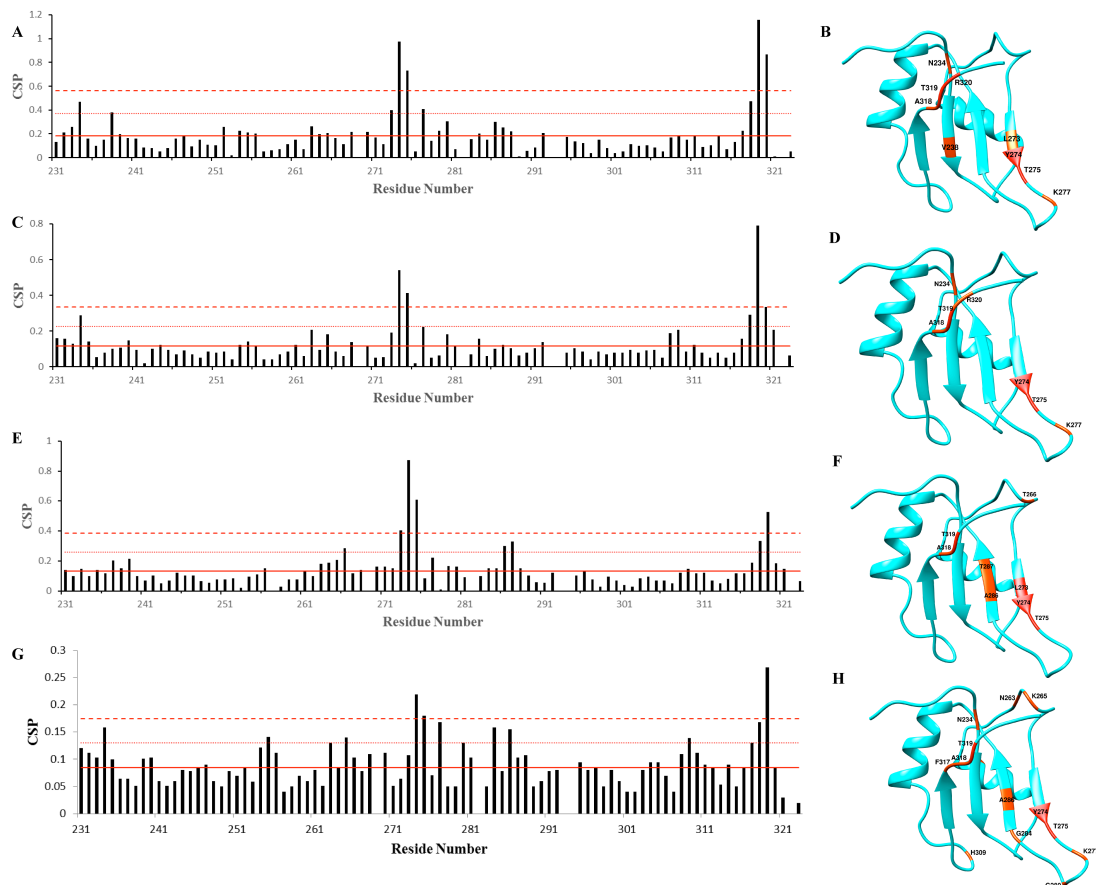 A
1.2
1
0.8
0.6
0.4
0.2
0
CSP
231 241 251 261 271 281 291 301 311 321
Residue Number
B
N234
R320
T319
A318
L273
V238
Y274
T275
K277
C
0.8
0.6
0.4
0.2
0
CSP
231 241 251 261 271 281 291 301 311 321
Residue Number
D
N234
R320
T319
A318
Y274
T275
K277
E
1
0.8
0.6
0.4
0.2
0
CSP
231 241 251 261 271 281 291 301 311 321
Residue Number
F
T266
T319
A318
T287
L273
A286
Y274
T275
G
0.3
0.25
0.2
0.15
0.1
0.05
0
CSP
231 241 251 261 271 281 291 301 311 321
Reside Number
H
N263
K265
N234
T319
A318
F317
A286
Y274
T275
G284
H309
K27